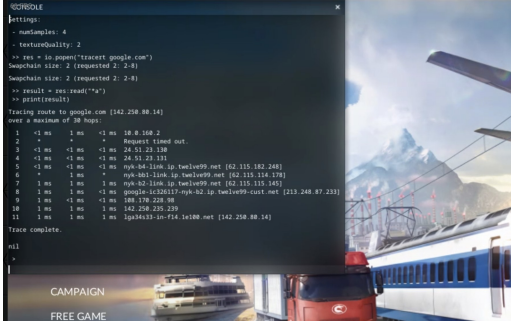 CONSOLE
settings:
- numSamples: 4
- textureQuality: 2
>> res = io.popen("tracert google.com")
Swapchain size: 2 (requested 2: 2-8)
Swapchain size: 2 (requested 2: 2-8)
>> result = res:read("*a")
>> print(result)
Tracing route to google.com [142.250.80.14]
over a maximum of 30 hops:
1 <1 ms 1 ms <1 ms 10.0.160.2
2 * * * Request timed out.
3 <1 ms <1 ms <1 ms 24.51.23.130
4 <1 ms <1 ms <1 ms 24.51.23.131
5 <1 ms <1 ms <1 ms nyk-b4-link.ip.twelve99.net [62.115.182.248]
6 * 1 ms * nyk-bb1-link.ip.twelve99.net [62.115.114.178]
7 1 ms 1 ms 1 ms nyk-b2-link.ip.twelve99.net [62.115.115.145]
8 1 ms 1 ms <1 ms google-ic326117-nyk-b2.ip.twelve99-cust.net [213.248.87.233]
9 1 ms <1 ms <1 ms 108.170.228.98
10 1 ms 1 ms 1 ms 142.250.235.239
11 1 ms 1 ms 1 ms lga34s33-in-f14.1e100.net [142.250.80.14]
Trace complete.
nil
>
CAMPAIGN
FREE GAME